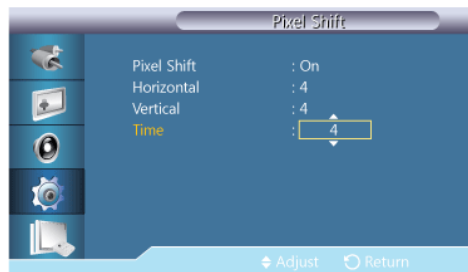 Pixel Shift
Pixel Shift : On
Horizontal : 4
Vertical : 4
Time : 4
Adjust Return